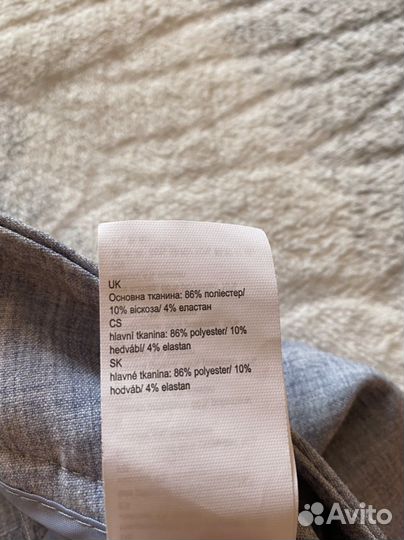 UK
Основна тканина: 86% поліестер/
10% віскоза/ 4% еластан
CS
hlavní tkanina: 86% polyester/ 10%
hedvábí/ 4% elastan
SK
hlavné tkanina: 86% polyester/ 10%
hodváb/ 4% elastan
Avito